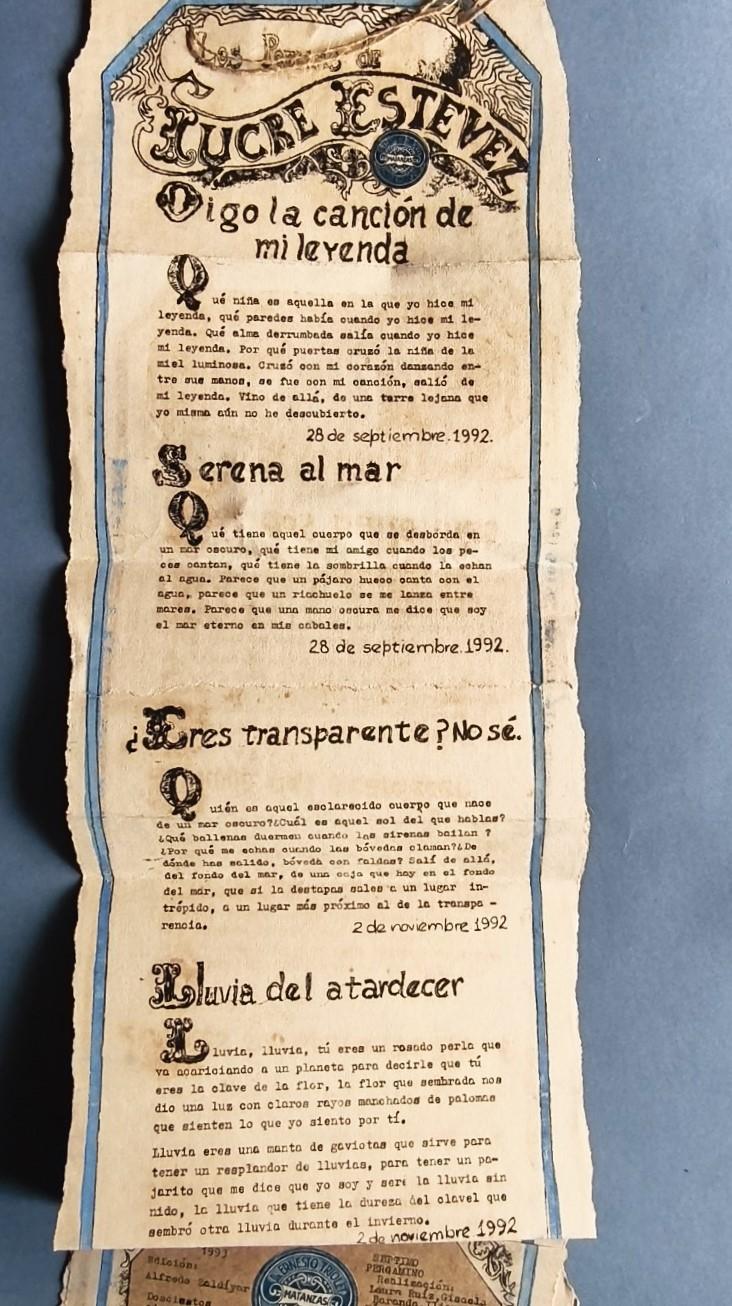 Los Poemas de
LUCRE ESTEVEZ
MATANZAS
Oigo la canción de
mi leyenda
Qué niña es aquella en la que yo hice mi
leyenda, qué paredes había cuando yo hice mi le-
yenda. Qué alma derrumbada salía cuando yo hice
mi leyenda. Por qué puertas cruzó la niña de la
miel luminosa. Cruzó con mi corazón danzando en-
tre sus manos, se fue con mi canción, salió de
mi leyenda. Vino de allá, de una tarre lejana que
yo misma aún no he descubierto.
28 de septiembre.1992.
Serena al mar
Qué tiene aquel cuerpo que se desborda en
un mar oscuro, qué tiene mi amigo cuando los pe-
ces cantan, qué tiene la sombrilla cuando la echan
al agua. Parece que un pájaro hueco canta con el
agua, parece que un riachuelo se me lanza entre
mares. Parece que una mano oscura me dice que soy
el mar eterno en mis cabales.
28 de septiembre.1992.
¿Eres transparente? No sé.
Quién es aquel esclarecido cuerpo que nace
de un mar oscuro?¿Cuál es aquel sol del que hablas?
¿Qué ballenas duermen cuando las sirenas bailan ?
¿Por qué me echas cuando las bóvedas claman?¿De
dónde has salido, bóveda con faldas? Salí de allá,
del fondo del mar, de una caja que hay en el fondo
del mar, que si la destapas sales a un lugar in-
trépido, a un lugar más próximo al de la transpa -
rencia.
2 de noviembre 1992
Lluvia del atardecer
Lluvia, lluvia, tú eres un rosado perla que
va acariciando a un planeta para decirle que tú
eres la clave de la flor, la flor que sembrada nos
dio una luz con claros rayos manchados de palomas
que sienten lo que yo siento por tí.
Lluvia eres una manta de gaviotas que sirve para
tener un resplandor de lluvias, para tener un pa-
jarito que me dice que yo soy y seré la lluvia sin
nido, la lluvia que tiene la dureza del clavel que
sembró otra lluvia durante el invierno.
2 de noviembre 1992
1993
Edición:
Alfredo Zaldívar
Doscientos
ERNESTO TRIOLET
MATANZAS
SEPTIMO
PERGAMINO
Realización:
Laura Ruiz, Gisela
Baranda